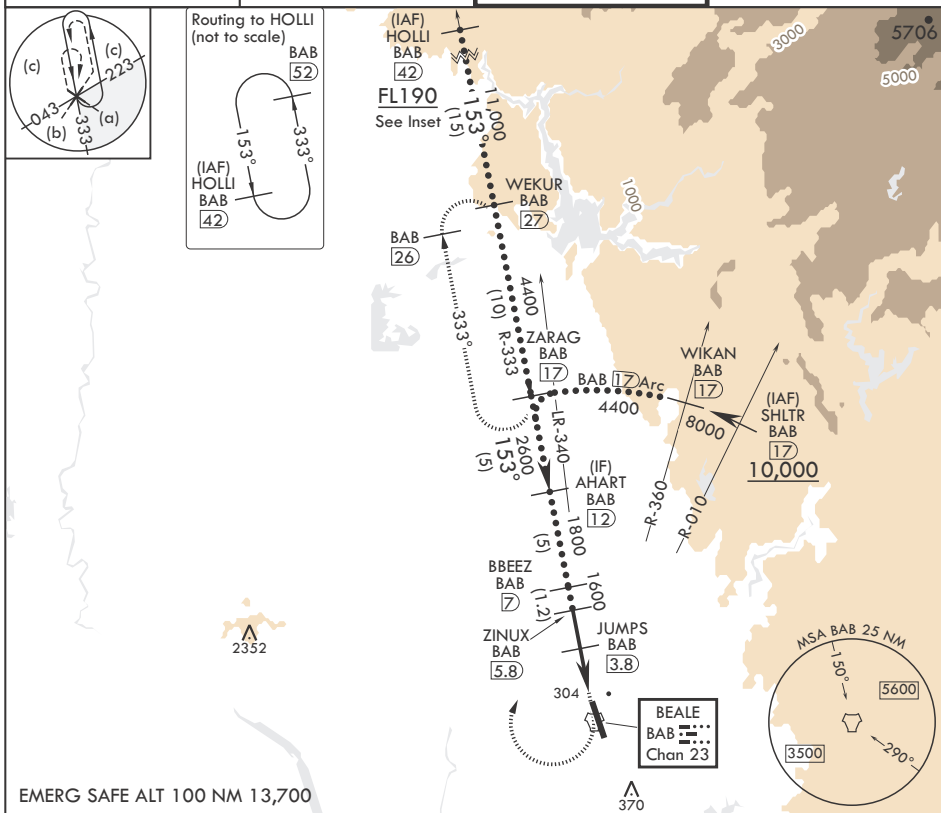 (c)
(c)
223
043
(b)
(a)
333
Routing to HOLLI
(not to scale)
BAB
52
153°
333°
(IAF)
HOLLI
BAB
42
(IAF)
HOLLI
BAB
42
FL190
See Inset
11,000
153°
(15)
3000
5706
5000
1000
WEKUR
BAB
27
BAB
26
333°
4400
(10)
R-333
ZARAG
BAB
17
BAB 17 Arc
4400
WIKAN
BAB
17
8000
(IAF)
SHLTR
BAB
17
10,000
LR-340
R-360
R-010
2600
153°
(5)
(IF)
AHART
BAB
12
1800
(5)
BBEEZ
BAB
7
1600
(1.2)
ZINUX
BAB
5.8
JUMPS
BAB
3.8
2352
304
BEALE
BAB
Chan 23
370
MSA BAB 25 NM
150°
5600
3500
290°
EMERG SAFE ALT 100 NM 13,700